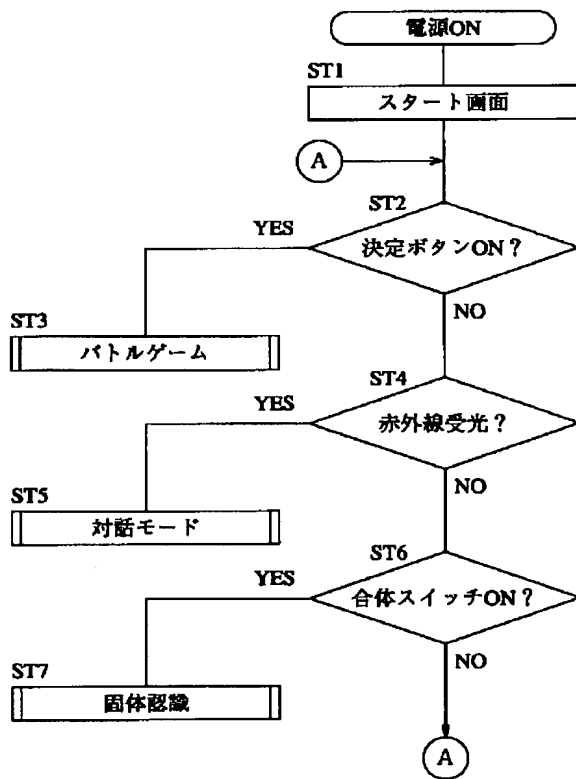 電源ON
ST1
スタート画面
A
ST2
YES
決定ボタンON？
NO
ST3
バトルゲーム
ST4
YES
赤外線受光？
NO
ST5
対話モード
ST6
YES
合体スイッチON？
NO
ST7
固体認識
A